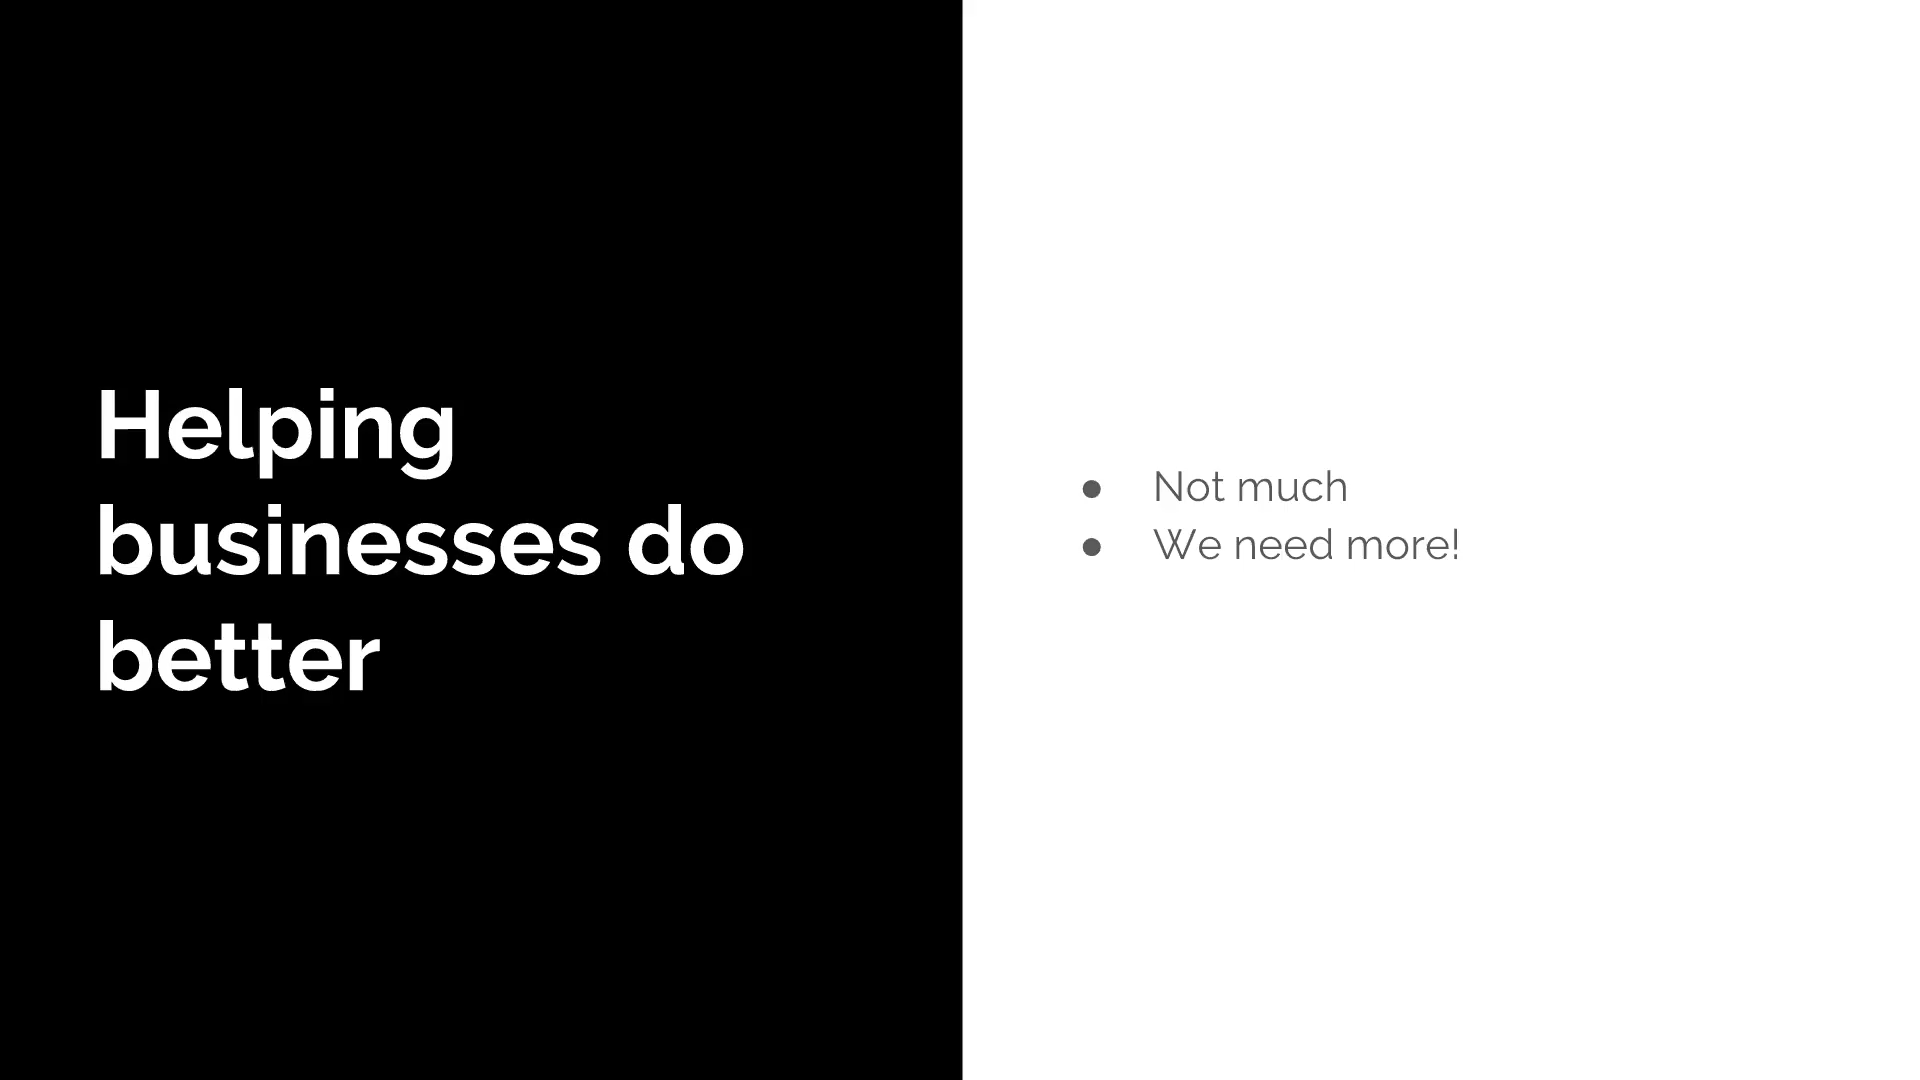 Helping
businesses do
better
● Not much
● We need more!